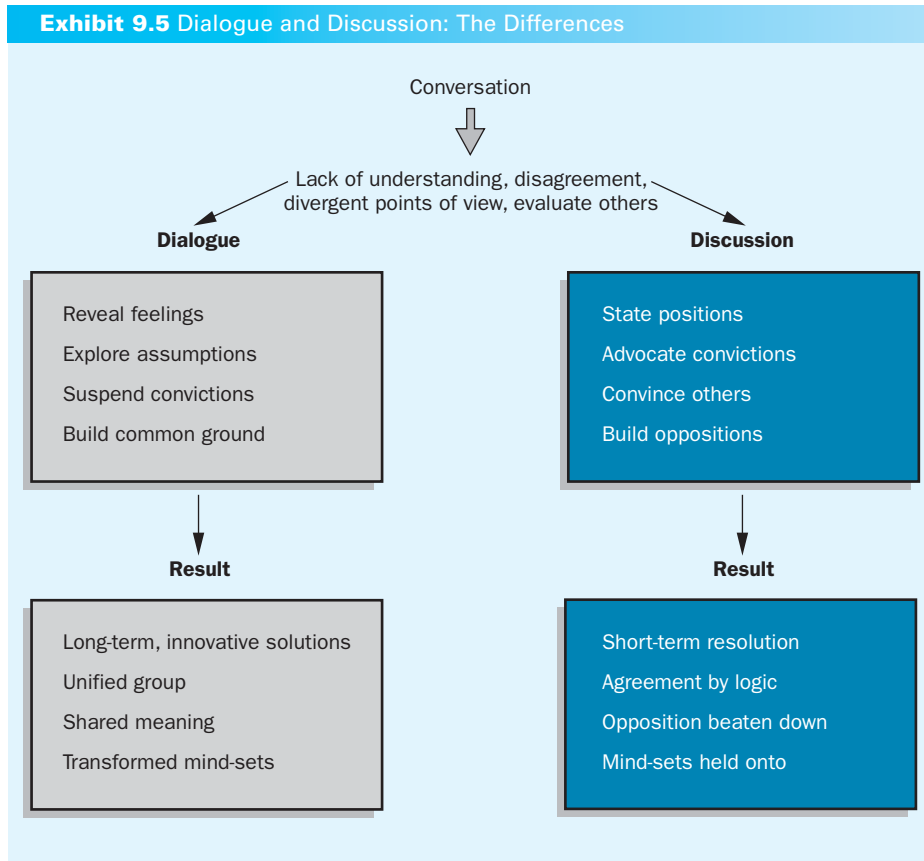 Exhibit 9.5 Dialogue and Discussion: The Differences
Conversation
Lack of understanding, disagreement,
divergent points of view, evaluate others
Dialogue
Reveal feelings
Explore assumptions
Suspend convictions
Build common ground
Result
Long-term, innovative solutions
Unified group
Shared meaning
Transformed mind-sets
Discussion
State positions
Advocate convictions
Convince others
Build oppositions
Result
Short-term resolution
Agreement by logic
Opposition beaten down
Mind-sets held onto